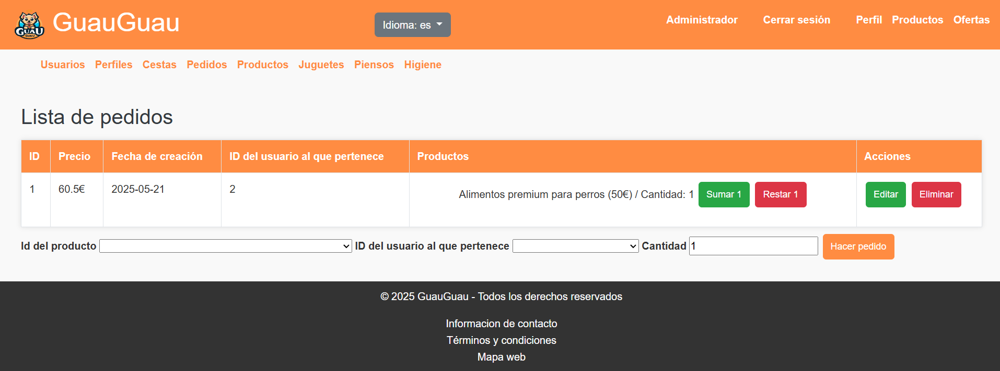 GUAU
GUAU
GuauGuau
Idioma: es
Administrador Cerrar sesión Perfil Productos Ofertas
Usuarios Perfiles Cestas Pedidos Productos Juguetes Piensos Higiene
Lista de pedidos
ID Precio Fecha de creación ID del usuario al que pertenece Productos Acciones
1 60.5€ 2025-05-21 2 Alimentos premium para perros (50€) / Cantidad: 1 Sumar 1 Restar 1 Editar Eliminar
Id del producto ID del usuario al que pertenece Cantidad 1 Hacer pedido
© 2025 GuauGuau - Todos los derechos reservados
Informacion de contacto
Términos y condiciones
Mapa web